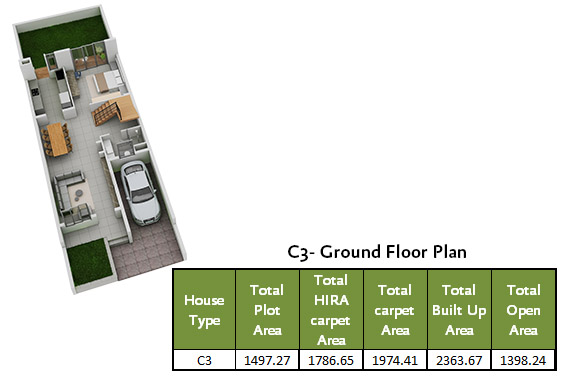 C3- Ground Floor Plan
House Type Total Plot Area Total HIRA carpet Area Total carpet Area Total Built Up Area Total Open Area
C3 1497.27 1786.65 1974.41 2363.67 1398.24